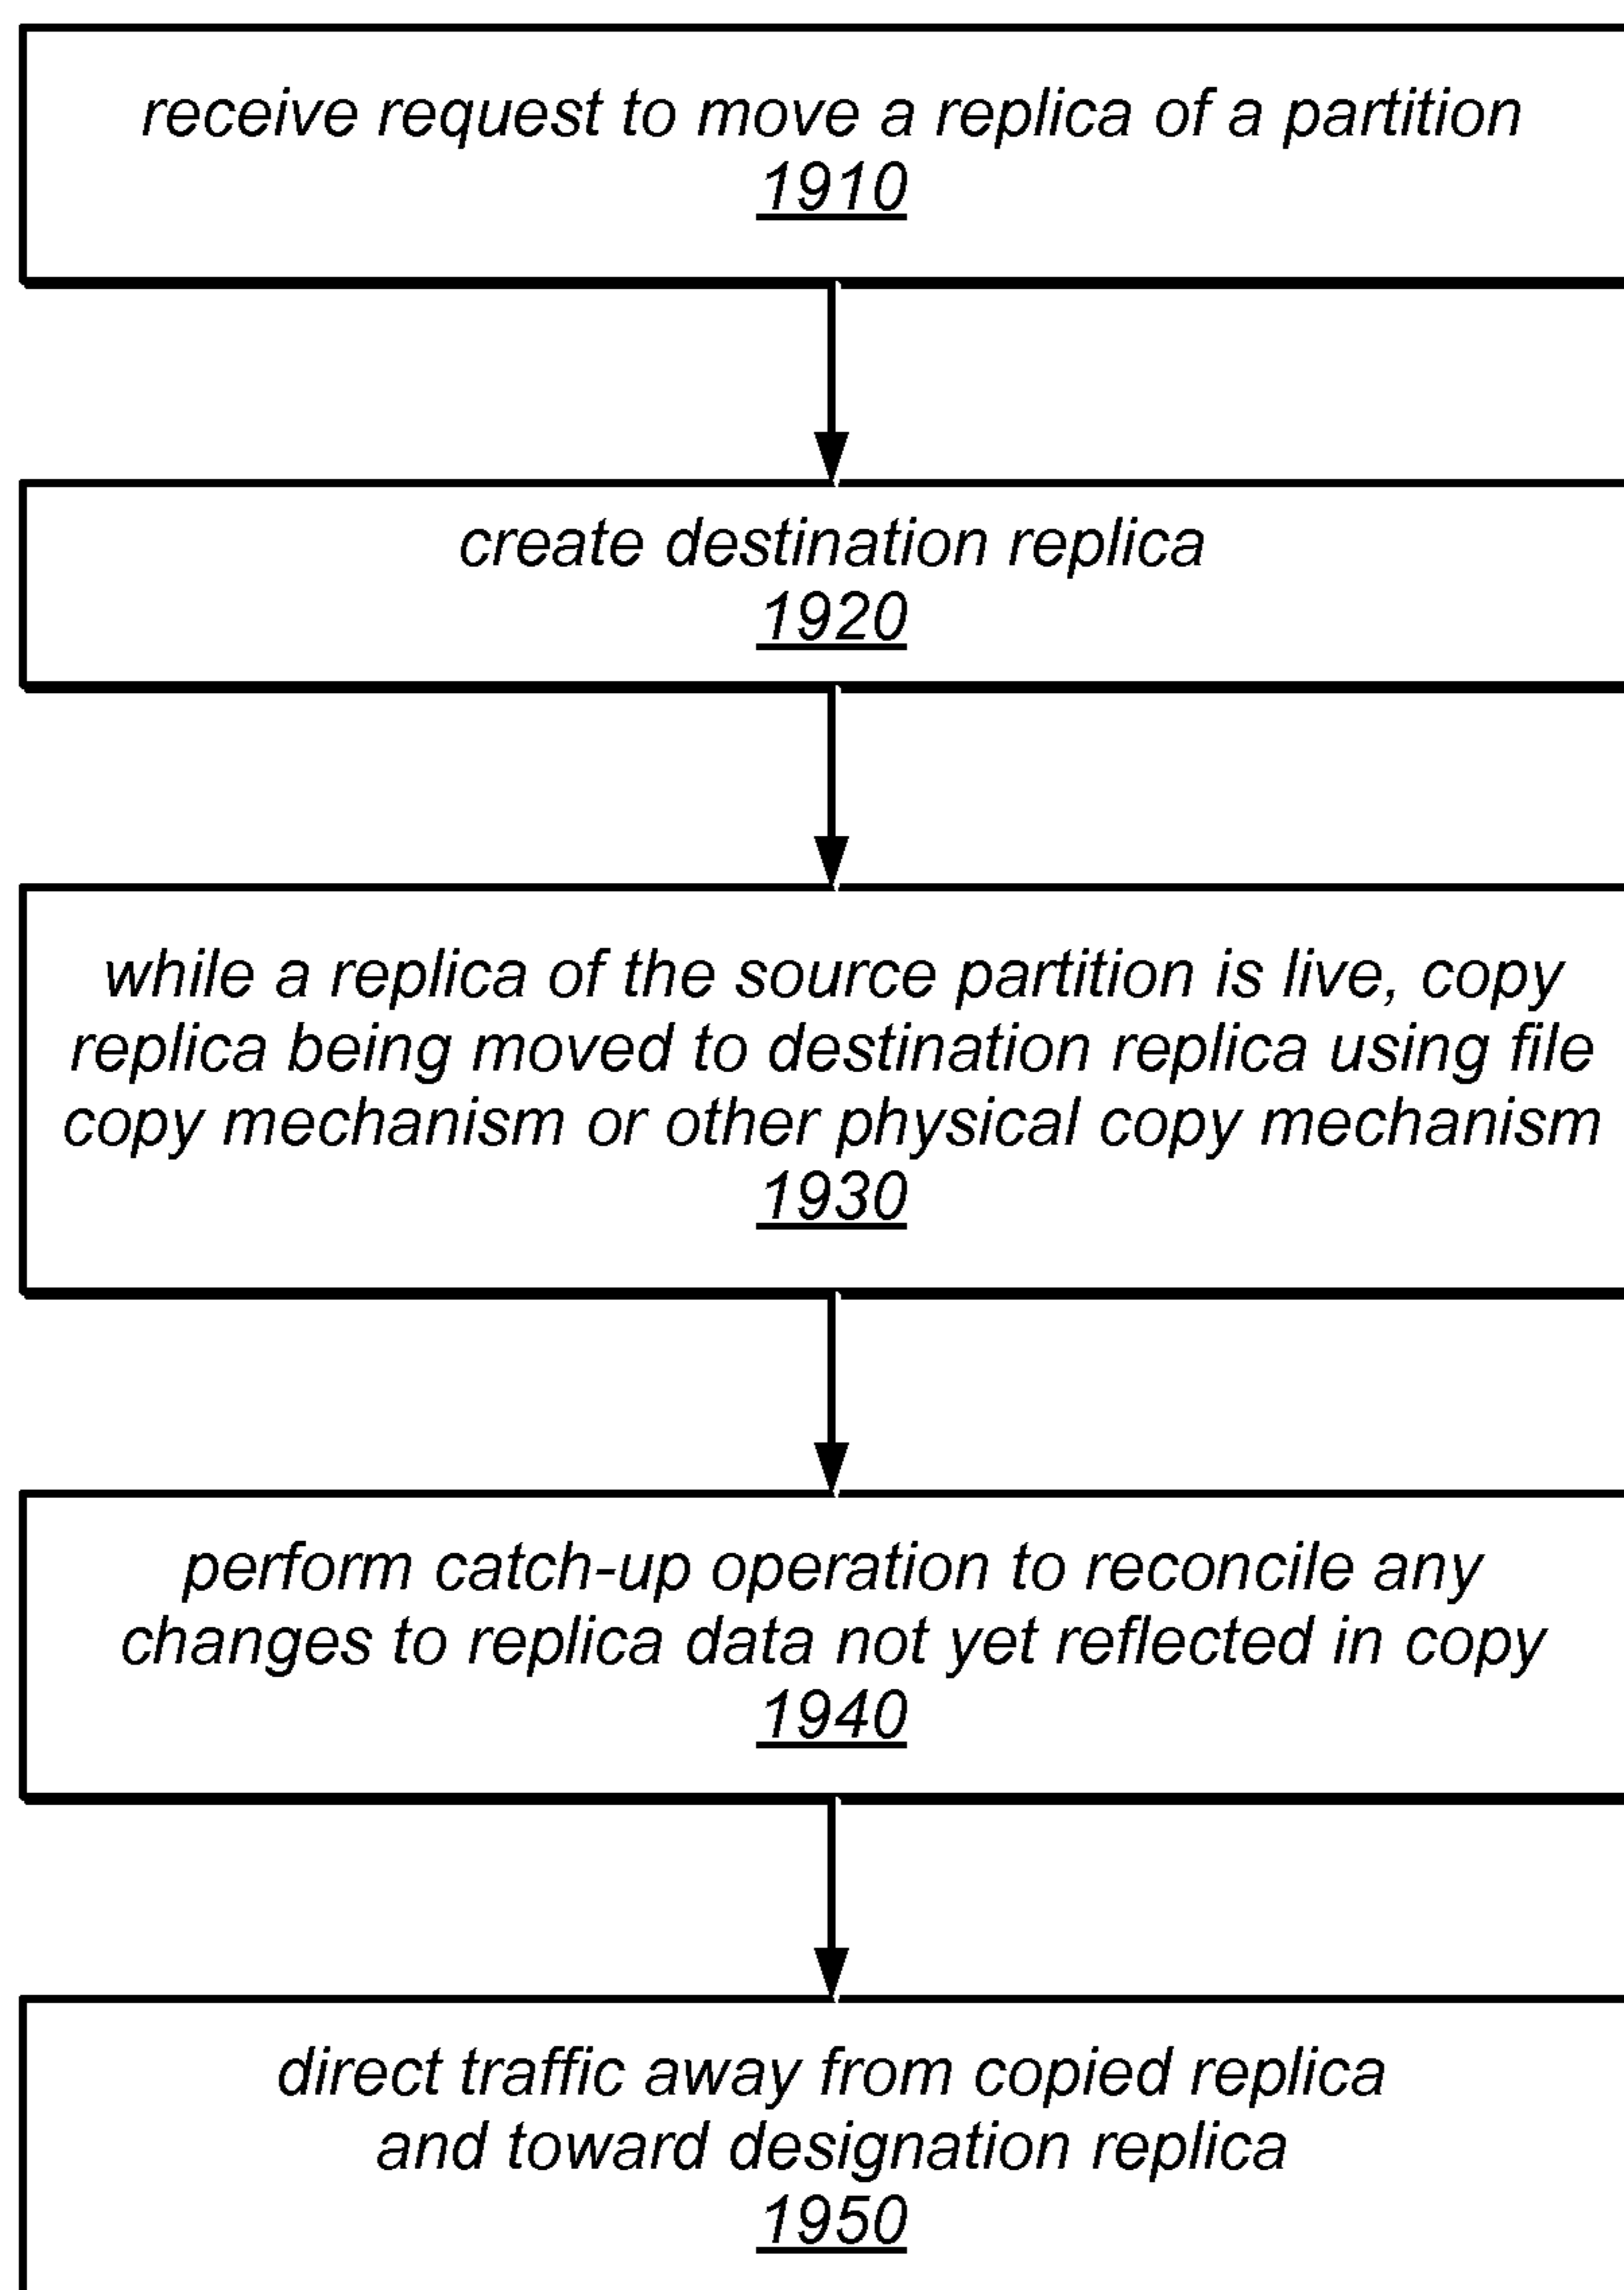 receive request to move a replica of a partition
1910
create destination replica
1920
while a replica of the source partition is live, copy
replica being moved to destination replica using file
copy mechanism or other physical copy mechanism
1930
perform catch-up operation to reconcile any
changes to replica data not yet reflected in copy
1940
direct traffic away from copied replica
and toward designation replica
1950